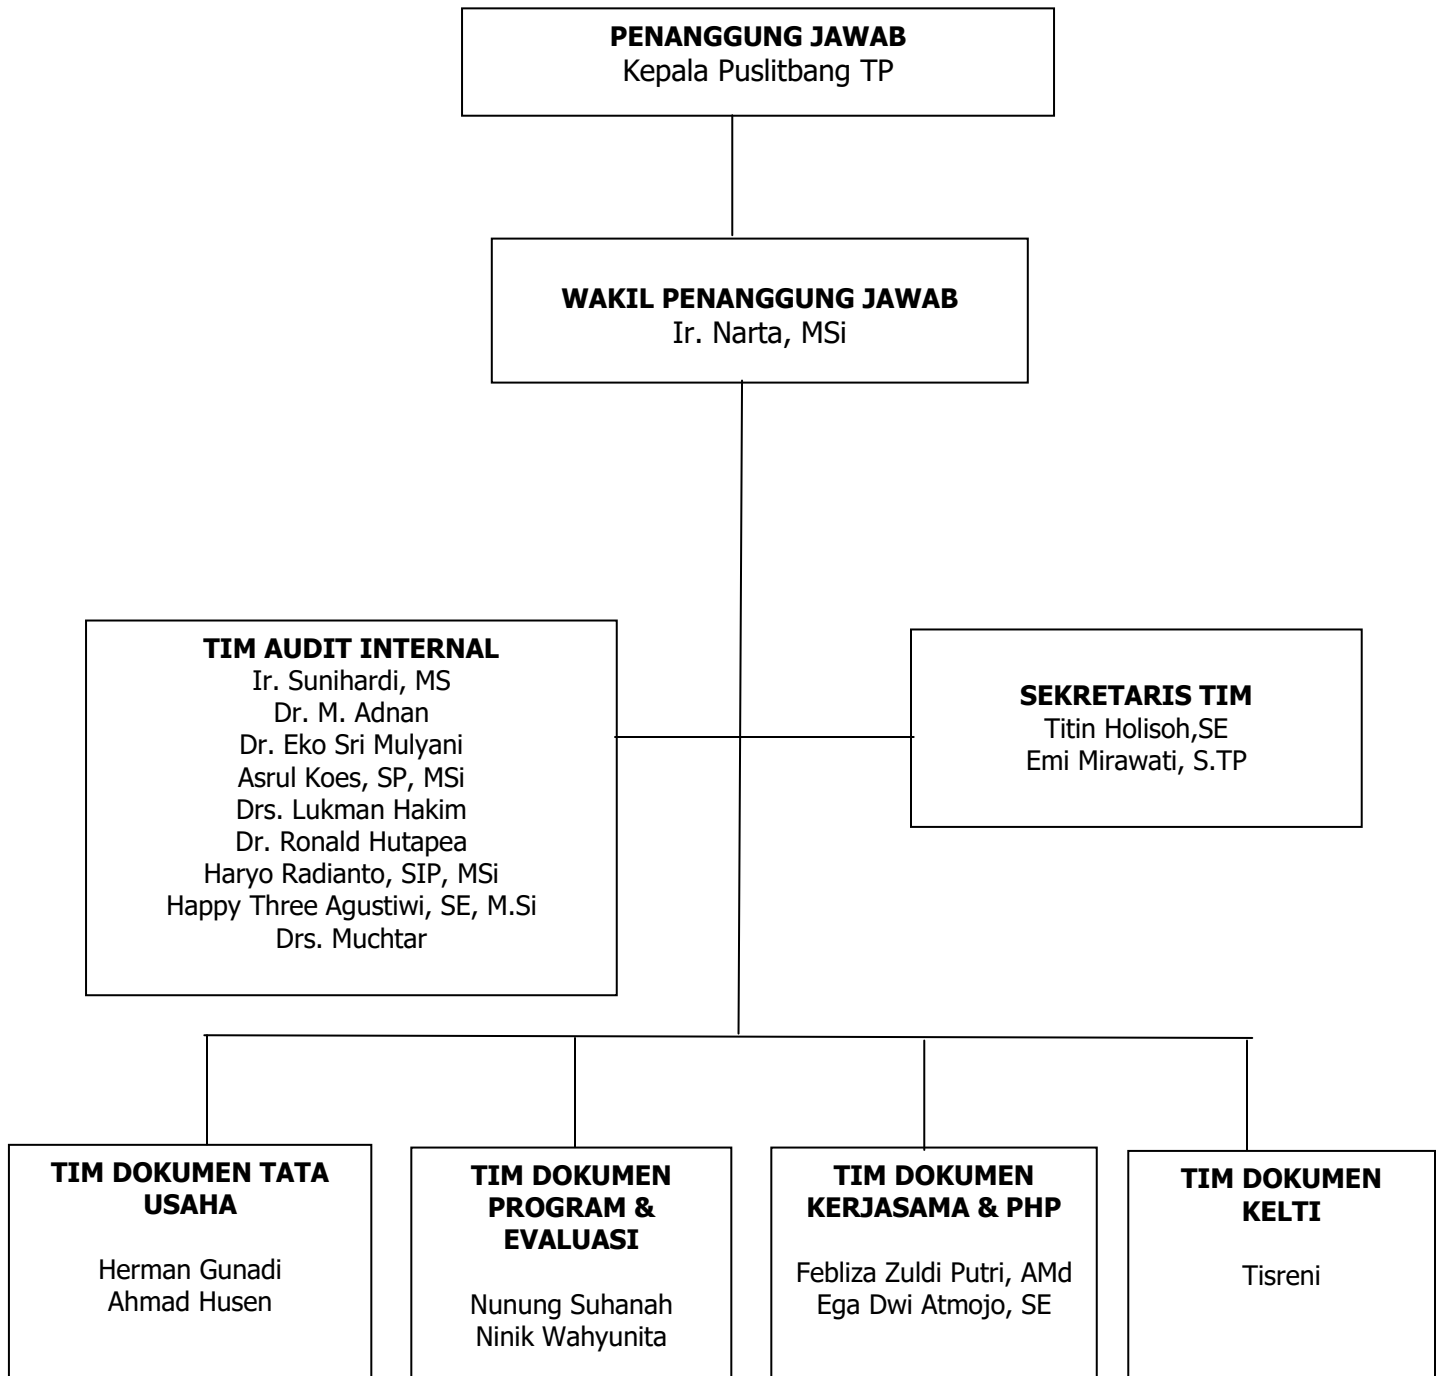 PENANGGUNG JAWAB
Kepala Puslitbang TP
WAKIL PENANGGUNG JAWAB
Ir. Narta, MSi
TIM AUDIT INTERNAL
Ir. Sunihardi, MS
Dr. M. Adnan
Dr. Eko Sri Mulyani
Asrul Koes, SP, MSi
Drs. Lukman Hakim
Dr. Ronald Hutapea
Haryo Radianto, SIP, MSi
Happy Three Agustiwi, SE, M.Si
Drs. Muchtar
SEKRETARIS TIM
Titin Holisoh,SE
Emi Mirawati, S.TP
TIM DOKUMEN TATA
USAHA
Herman Gunadi
Ahmad Husen
TIM DOKUMEN
PROGRAM &
EVALUASI
Nunung Suhanah
Ninik Wahyunita
TIM DOKUMEN
KERJASAMA & PHP
Febliza Zuldi Putri, AMd
Ega Dwi Atmojo, SE
TIM DOKUMEN
KELTI
Tisreni